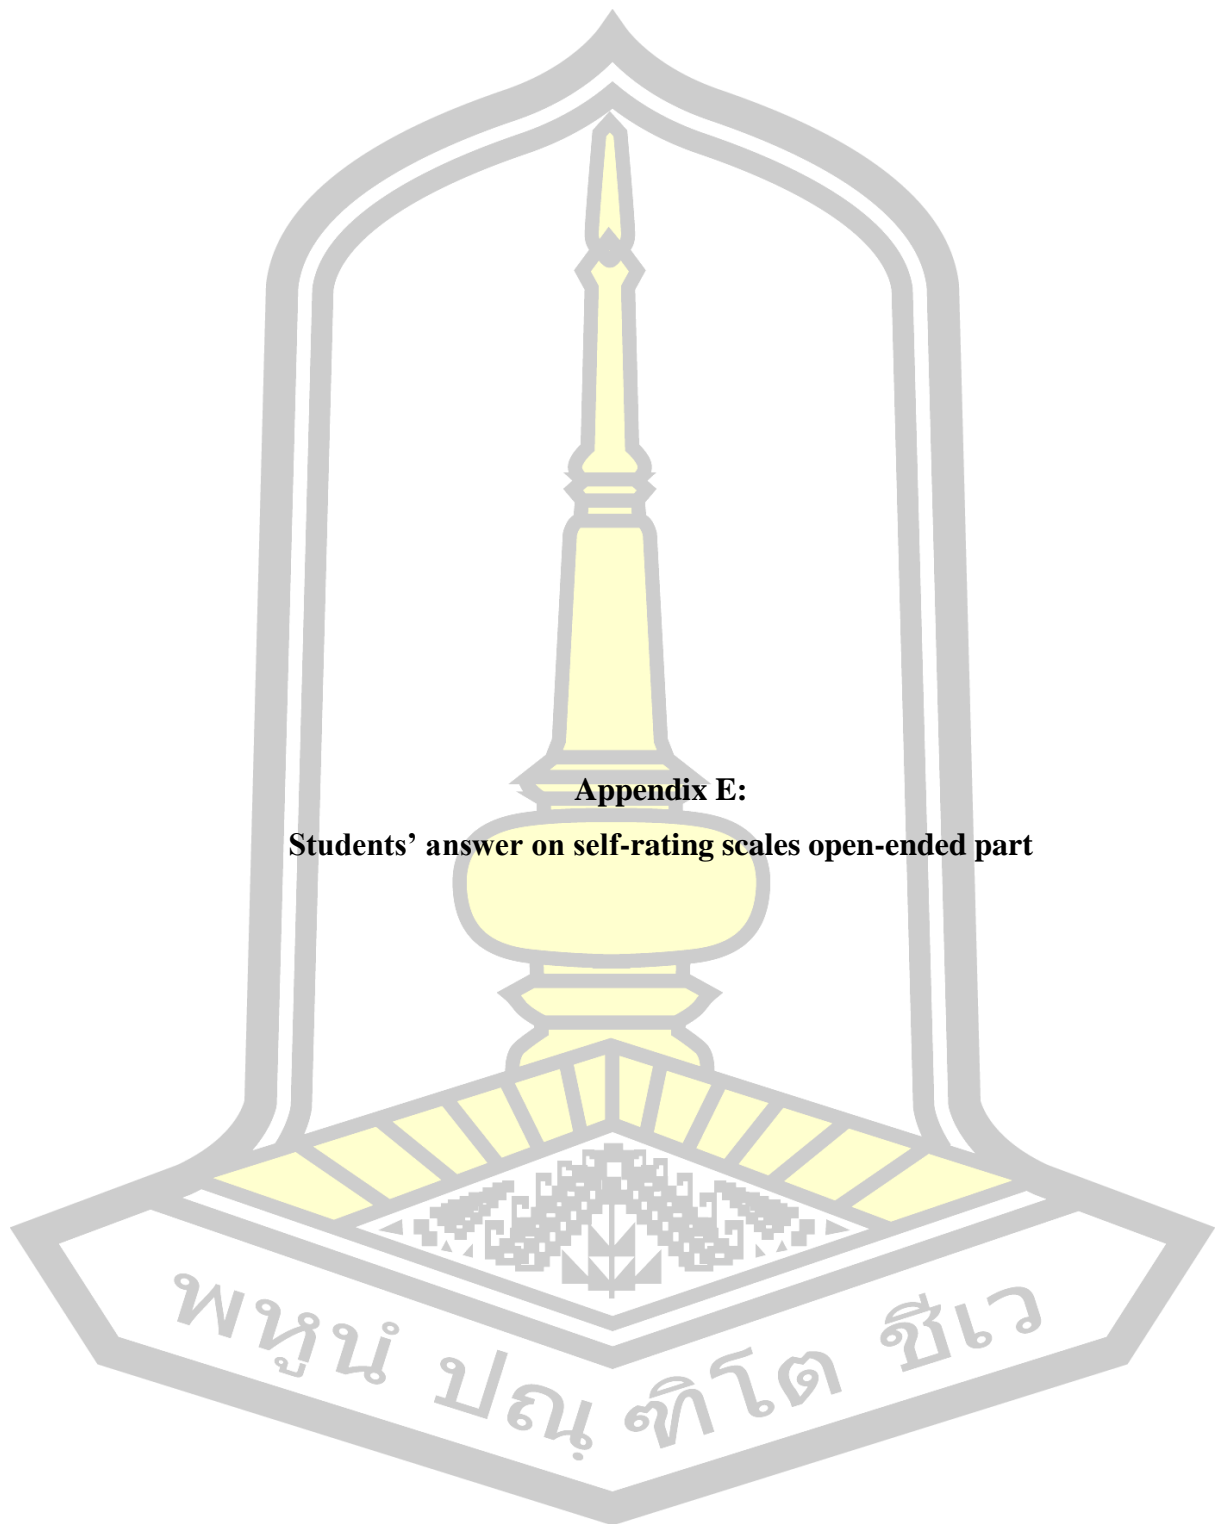 Appendix E:
Students’ answer on self-rating scales open-ended part
พหูนํ ปณฺฑิโต ชีเว